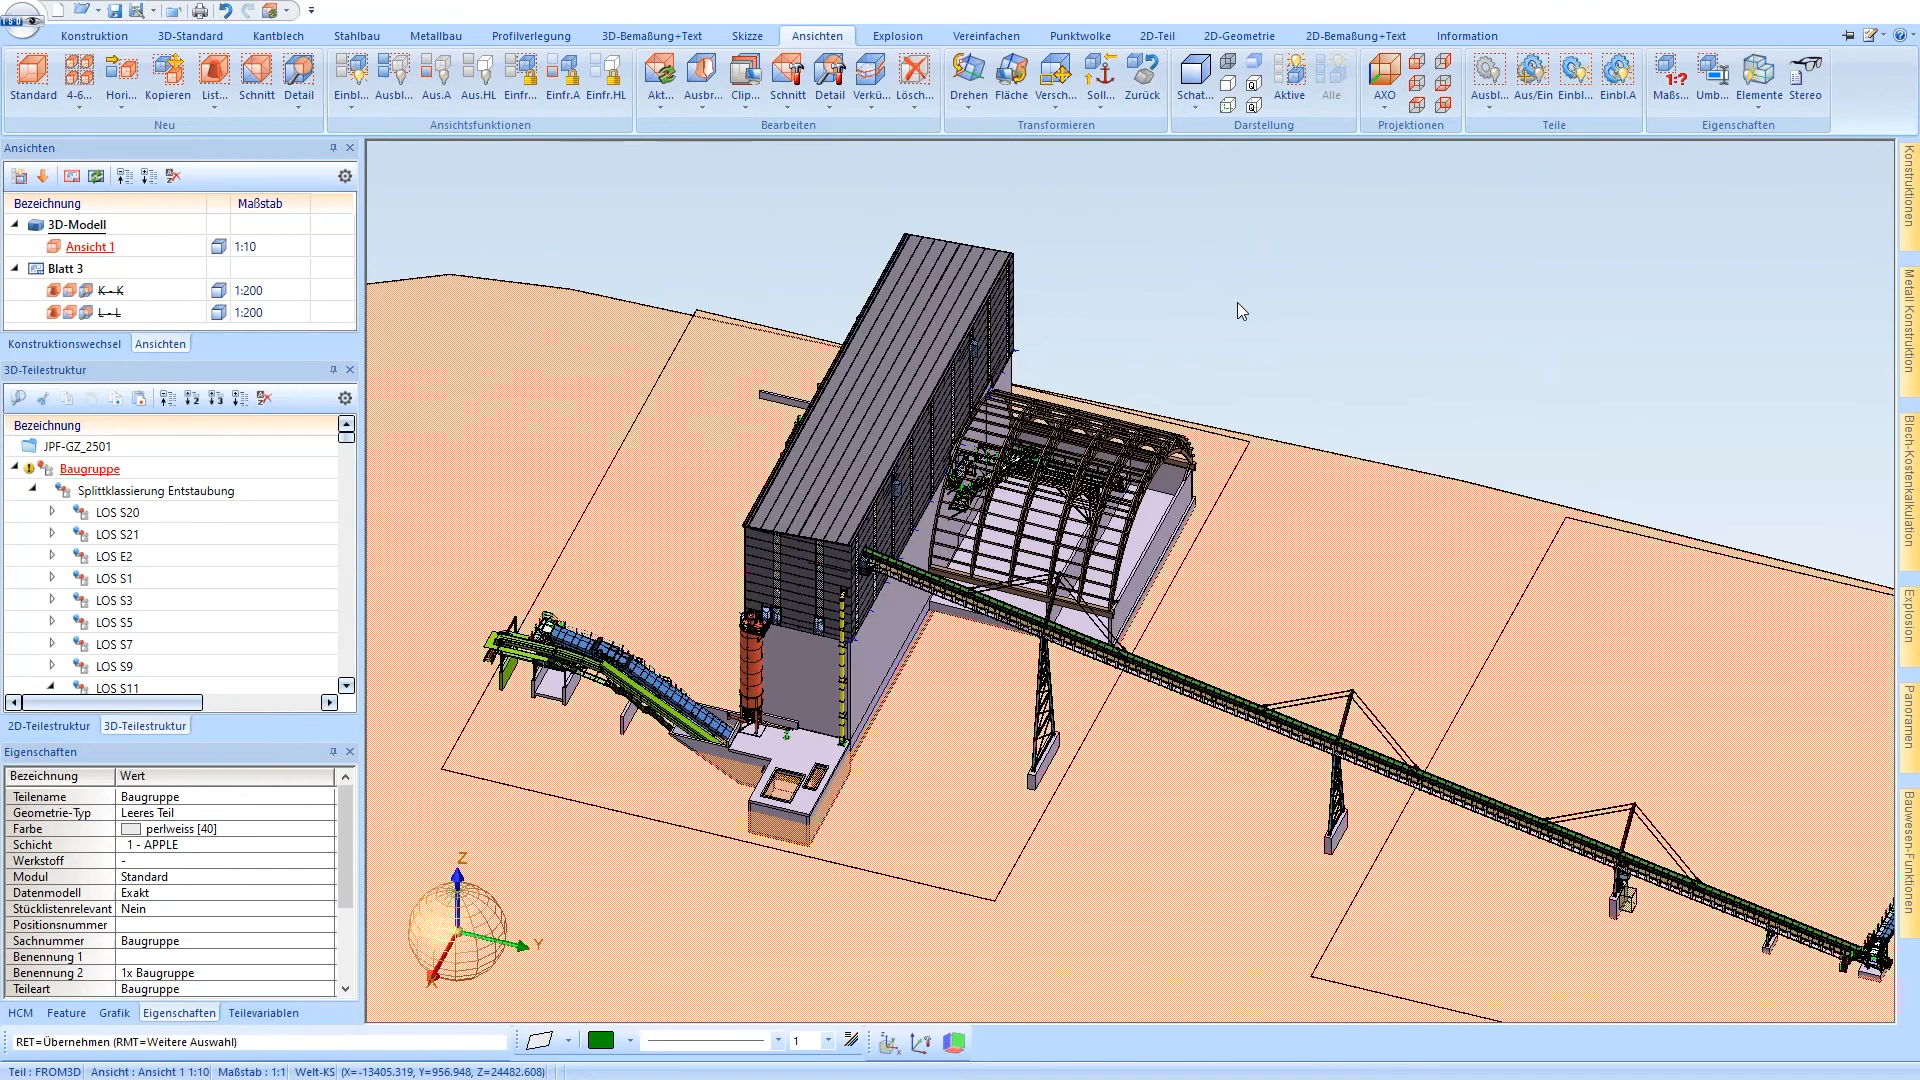 ISD
Konstruktion 3D-Standard Kantblech Stahlbau Metallbau Profilverlegung 3D-Bemaßung+Text Skizze Ansichten Explosion Vereinfachen Punktwolke 2D-Teil 2D-Geometrie 2D-Bemaßung+Text Information
Standard 4-6... Hori... Kopieren List... Schnitt Detail Einbl... Ausbl... Aus.A Aus.HL Einfr... Einfr.A Einfr.HL Akt... Ausbr... Clip... Schnitt Detail Verkü... Lösch... Drehen Fläche Versch... Soll... Zurück Schat... Aktive Alle AXO Ausbl... Aus/Ein Einbl... Einbl.A Maßs... Umb... Elemente Stereo
Neu Ansichtsfunktionen Bearbeiten Transformieren Darstellung Projektionen Teile Eigenschaften
Ansichten
Bezeichnung Maßstab
3D-Modell
Ansicht 1 1:10
Blatt 3
K - K 1:200
L - L 1:200
Konstruktionswechsel Ansichten
3D-Teilestruktur
Bezeichnung
JPF-GZ_2501
Baugruppe
Splittklassierung Entstaubung
LOS S20
LOS S21
LOS E2
LOS S1
LOS S3
LOS S5
LOS S7
LOS S9
LOS S11
2D-Teilestruktur 3D-Teilestruktur
Eigenschaften
Bezeichnung Wert
Teilename Baugruppe
Geometrie-Typ Leeres Teil
Farbe perlweiss [40]
Schicht 1 - APPLE
Werkstoff -
Modul Standard
Datenmodell Exakt
Stücklistenrelevant Nein
Positionsnummer
Sachnummer Baugruppe
Benennung 1
Benennung 2 1x Baugruppe
Teileart Baugruppe
HCM Feature Grafik Eigenschaften Teilevariablen
Z
Y
X
Konstruktionen
Metall Konstruktion
Blech-Kostenkalkulation
Explosion
Panoramen
Bauwesen-Funktionen
RET=Übernehmen (RMT=Weitere Auswahl) 1
Teil : FROM3D Ansicht : Ansicht 1 1:10 Maßstab : 1:1 Welt-KS (X=-13405.319, Y=956.948, Z=24482.608)